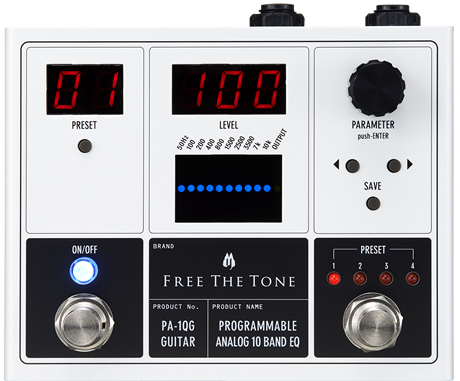 01
100
PRESET
LEVEL
50Hz
100
200
400
800
1500
2500
3500
7k
10k
OUTPUT
PARAMETER
push-ENTER
SAVE
ON/OFF
BRAND
FREE THE TONE
PRODUCT No.
PA-1QG
GUITAR
PRODUCT NAME
PROGRAMMABLE
ANALOG 10 BAND EQ
PRESET
1 2 3 4